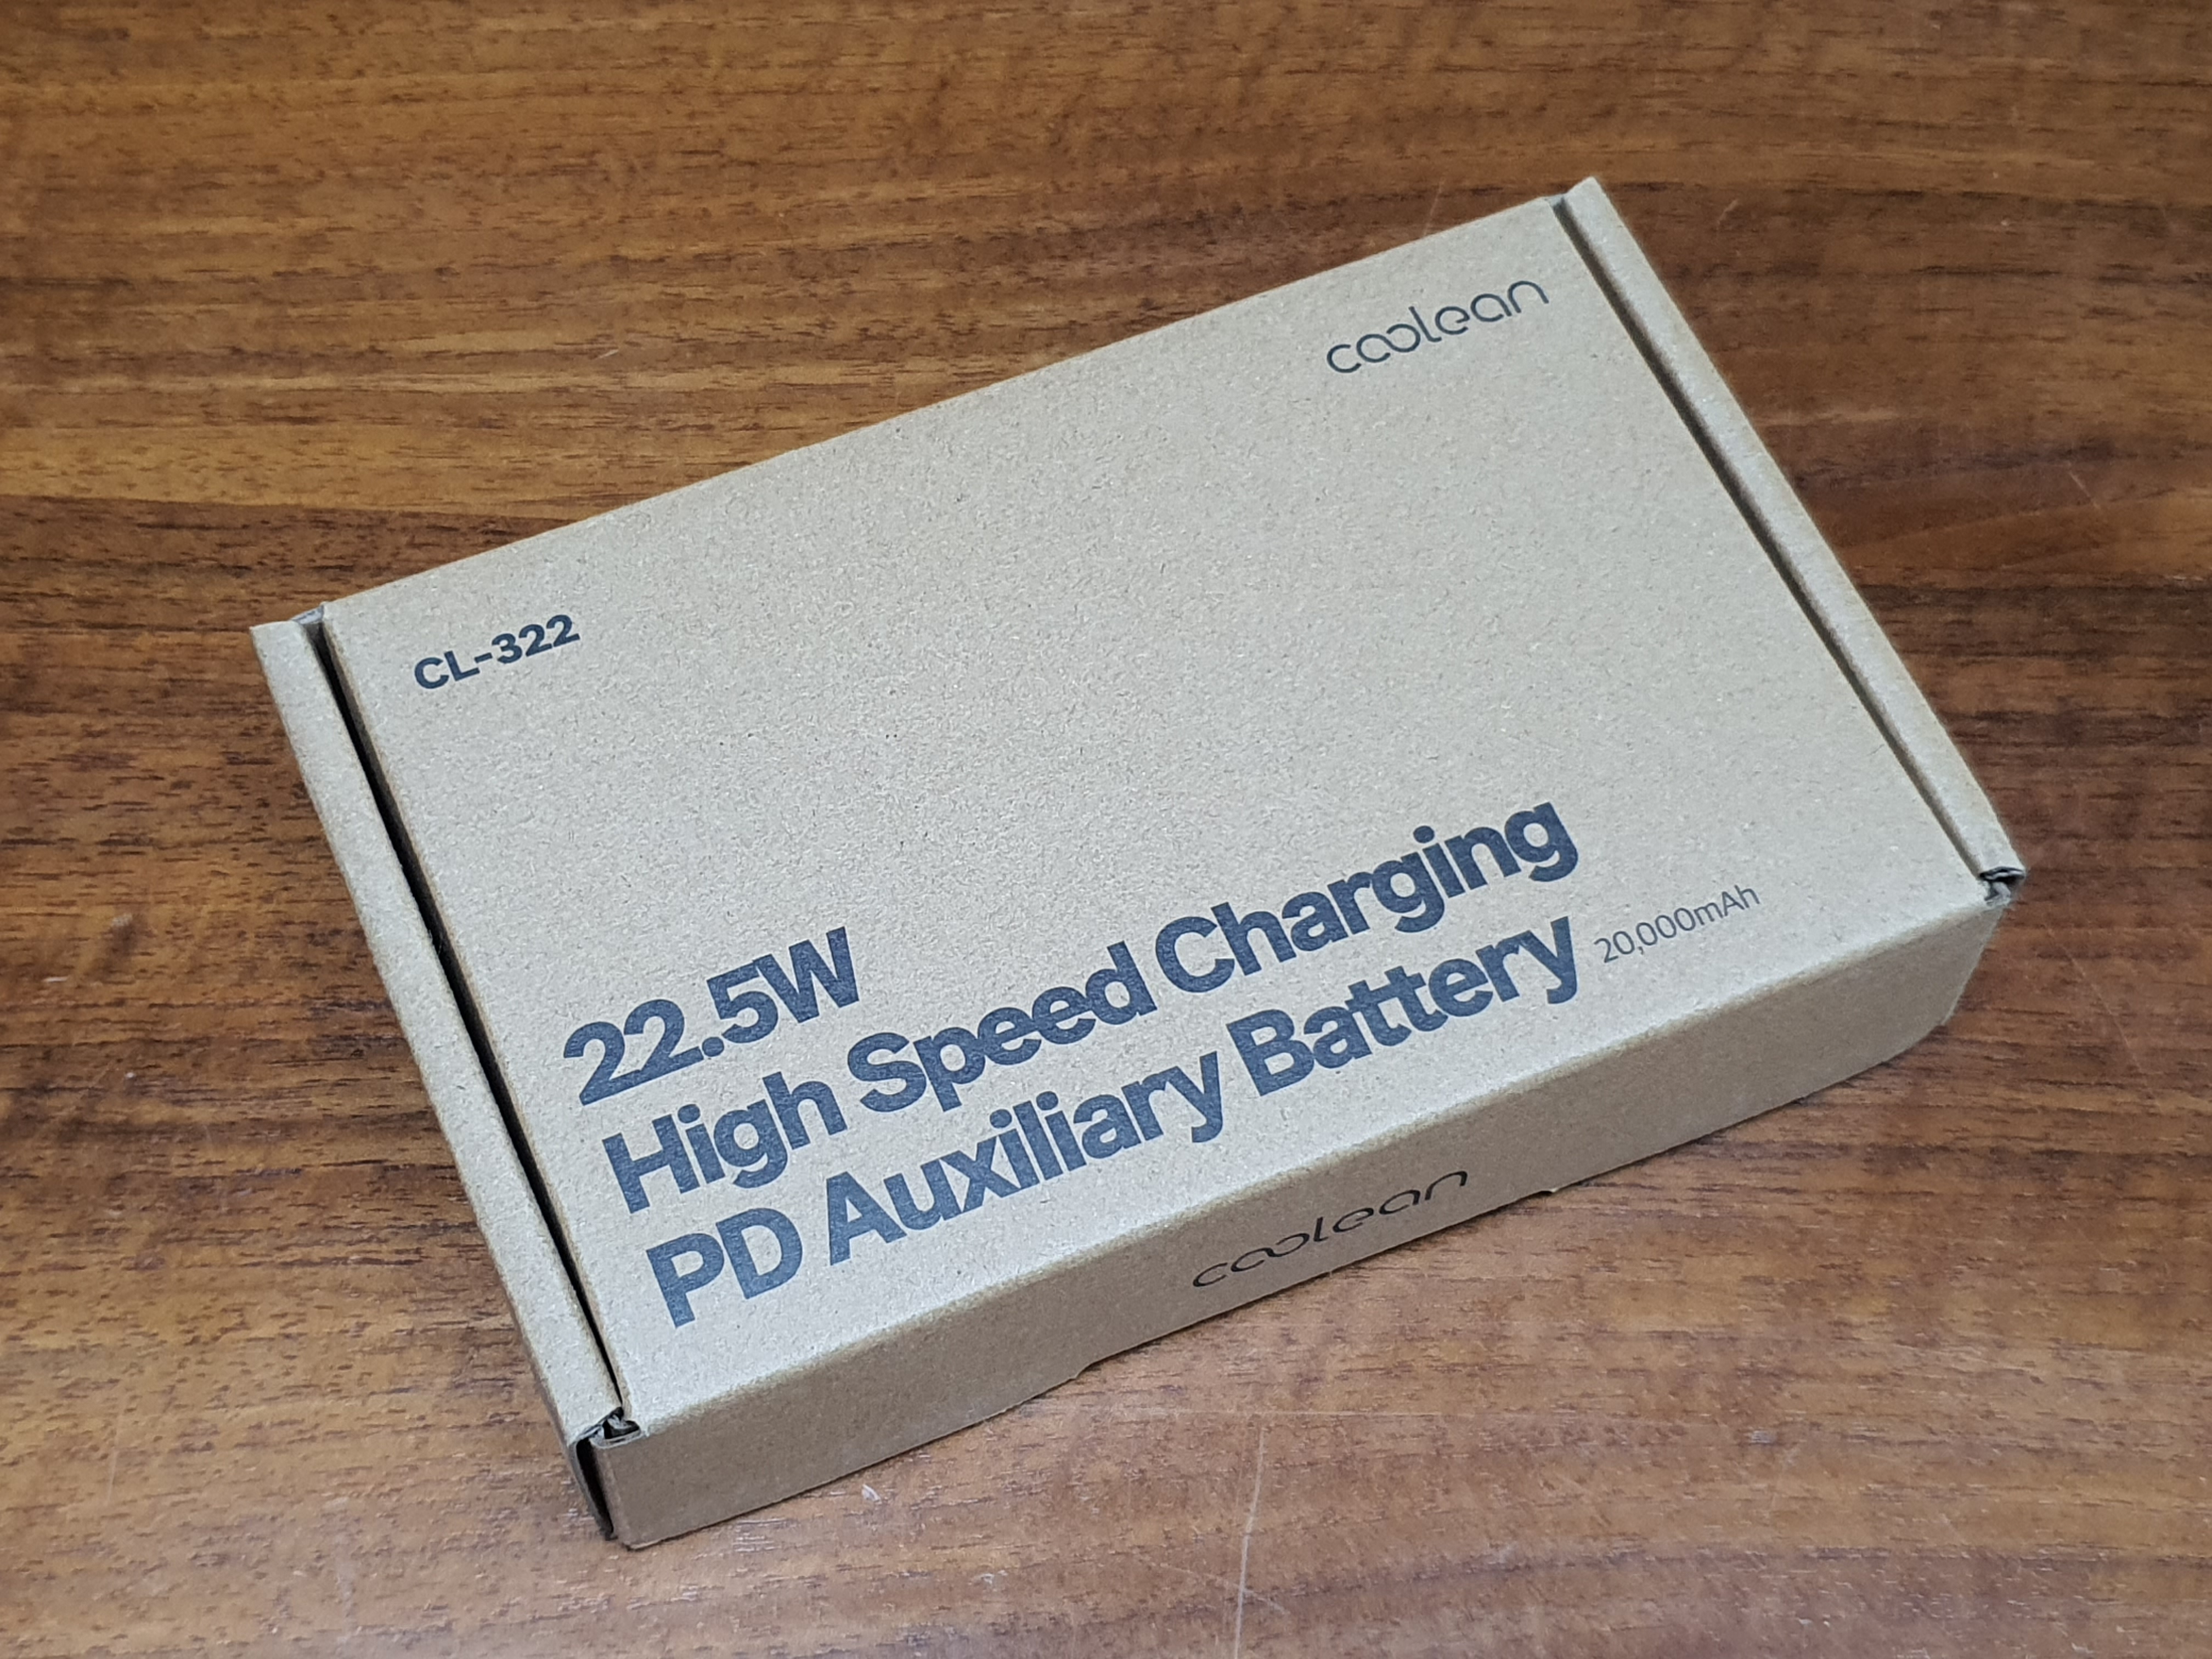 coolean
CL-322
22.5W
High Speed Charging
PD Auxiliary Battery 20,000mAh
coolean